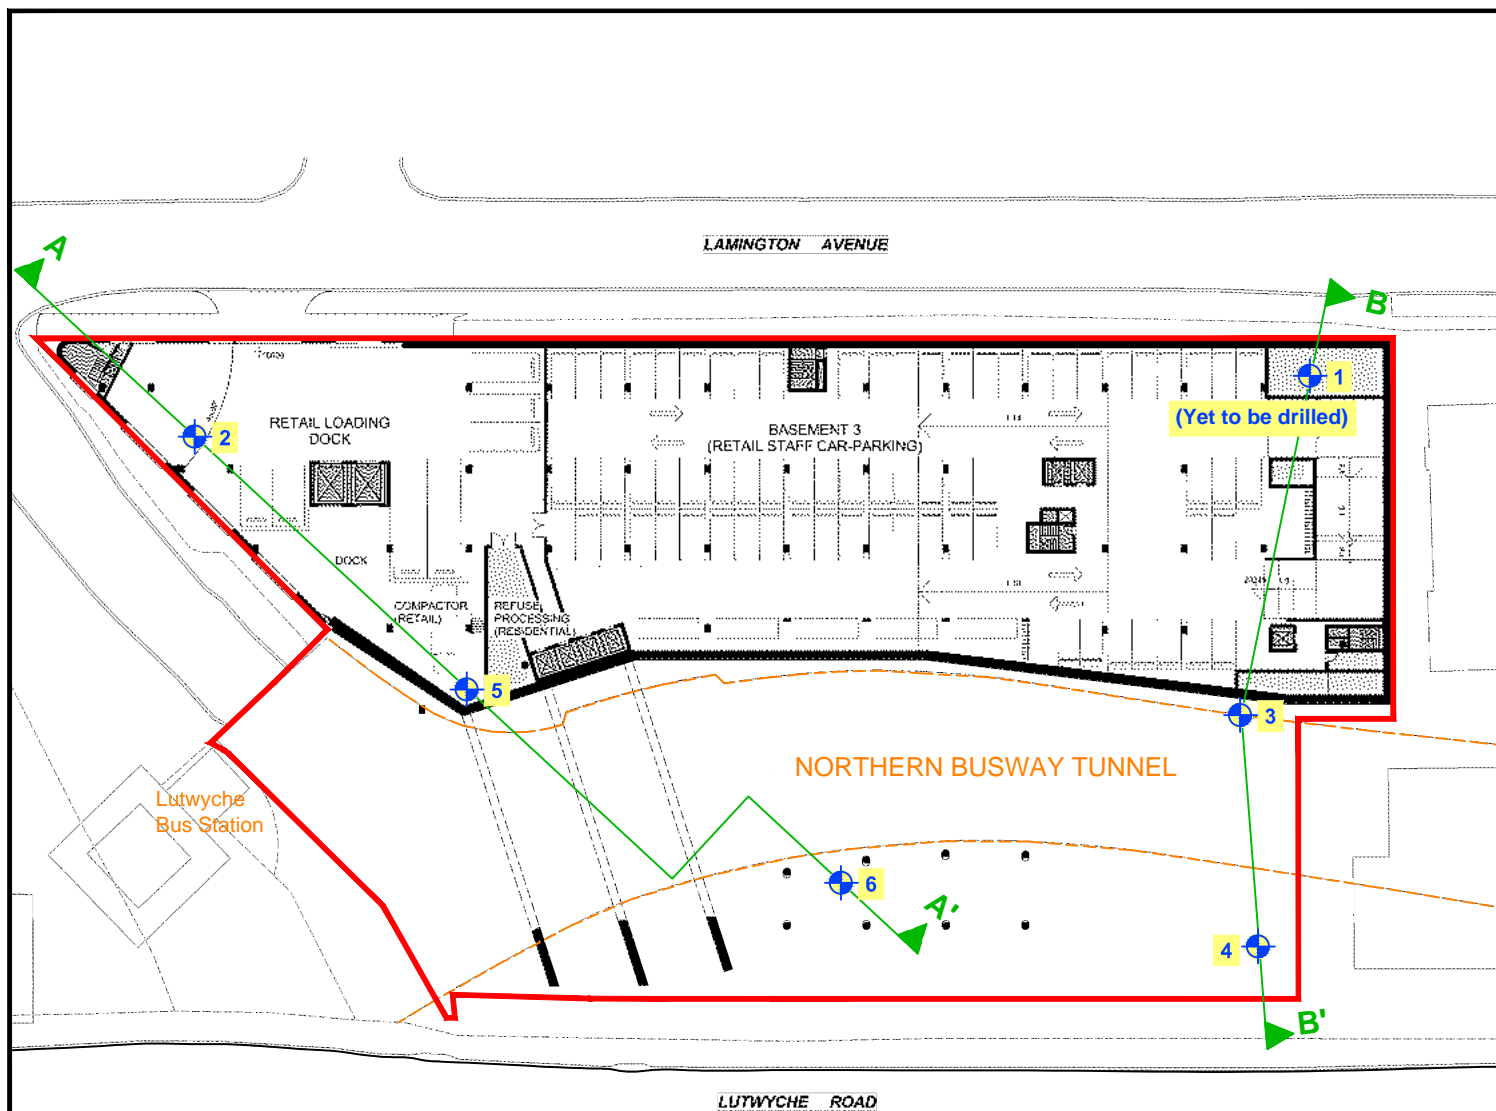 LAMINGTON AVENUE
A
B
1
(Yet to be drilled)
2
RETAIL LOADING
DOCK
BASEMENT 3
(RETAIL STAFF CAR-PARKING)
DOCK
COMPACTOR
(RETAIL)
REFUSE
PROCESSING
(RESIDENTIAL)
5
3
NORTHERN BUSWAY TUNNEL
Lutwyche
Bus Station
6
A'
4
B'
LUTWYCHE ROAD